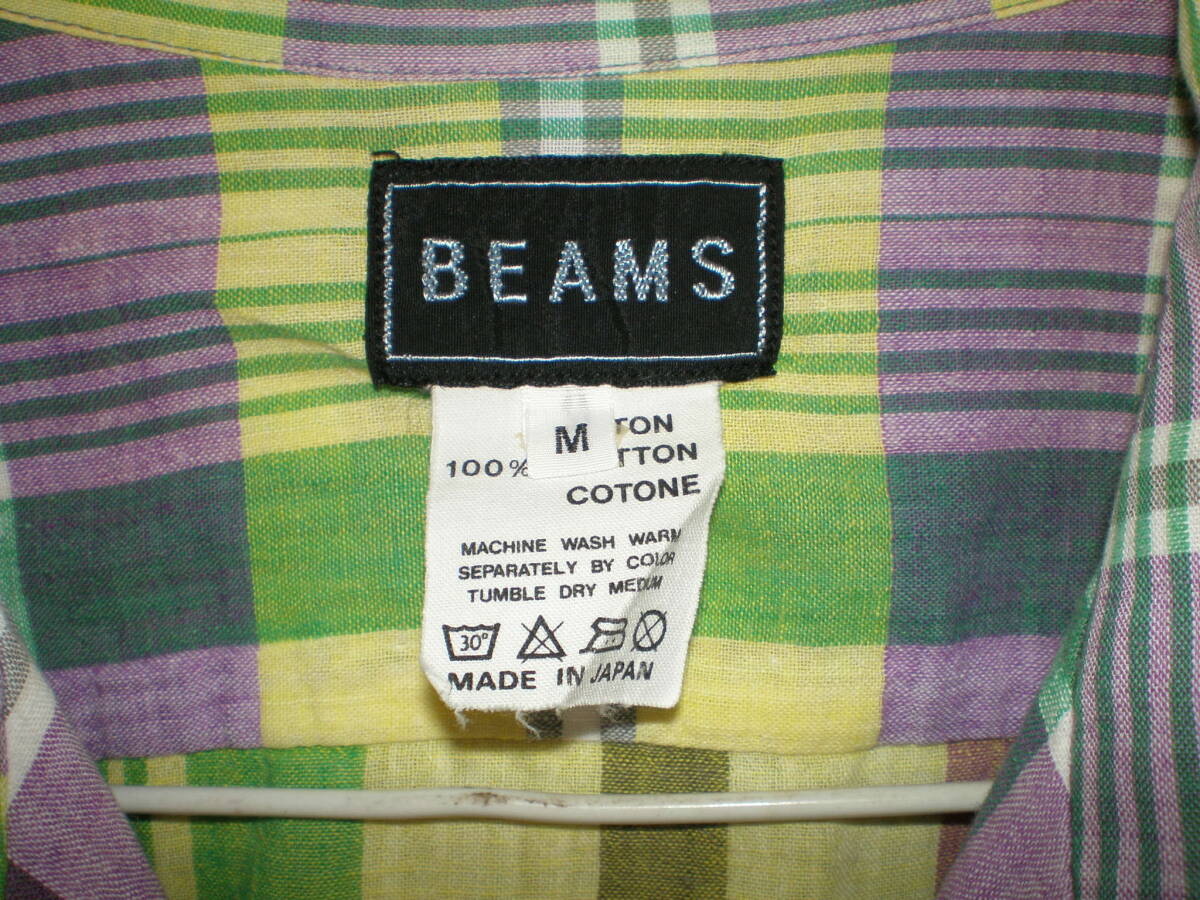 BEAMS
M
TON
100% TTON
COTONE
MACHINE WASH WARM
SEPARATELY BY COLOR
TUMBLE DRY MEDIUM
30°
MADE IN JAPAN